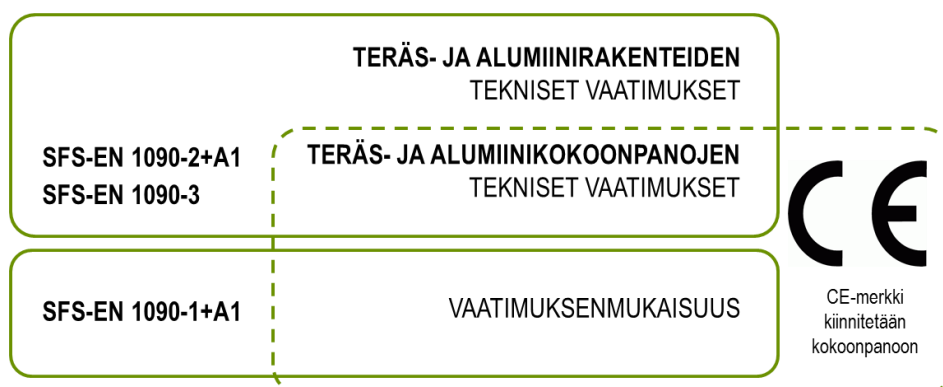 TERÄS- JA ALUMIINIRAKENTEIDEN
TEKNISET VAATIMUKSET
SFS-EN 1090-2+A1
SFS-EN 1090-3
TERÄS- JA ALUMIINIKOKOONPANOJEN
TEKNISET VAATIMUKSET
SFS-EN 1090-1+A1
VAATIMUKSENMUKAISUUS
CE
CE-merkki
kiinnitetään
kokoonpanoon